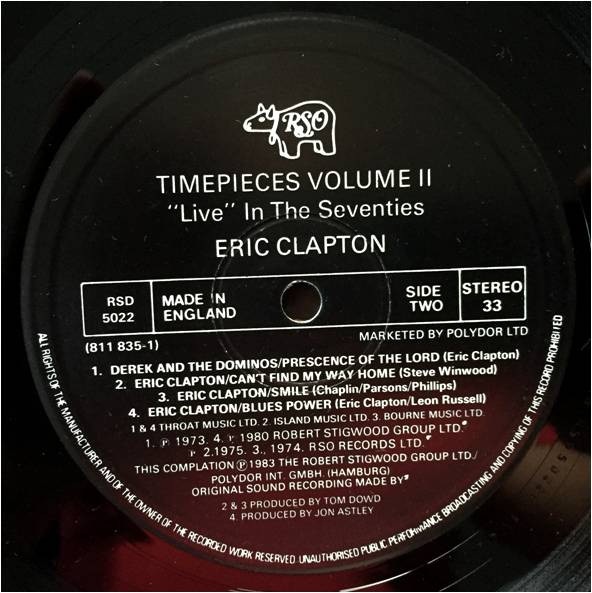 RSO
TIMEPIECES VOLUME II
"Live" In The Seventies
ERIC CLAPTON
RSD
5022
MADE IN
ENGLAND
SIDE
TWO
STEREO
33
(811 835-1)
MARKETED BY POLYDOR LTD
1. DEREK AND THE DOMINOS/PRESCENCE OF THE LORD (Eric Clapton)
2. ERIC CLAPTON/CAN'T FIND MY WAY HOME (Steve Winwood)
3. ERIC CLAPTON/SMILE (Chaplin/Parsons/Phillips)
4. ERIC CLAPTON/BLUES POWER (Eric Clapton/Leon Russell)
1 & 4 THROAT MUSIC LTD. 2. ISLAND MUSIC LTD. 3. BOURNE MUSIC LTD.
1. ℗ 1973. 4. ℗ 1980 ROBERT STIGWOOD GROUP LTD.
2.1975. 3., 1974. RSO RECORDS LTD.
THIS COMPLATION ℗ 1983 THE ROBERT STIGWOOD GROUP LTD./
POLYDOR INT. GMBH. (HAMBURG)
ORIGINAL SOUND RECORDING MADE BY
2 & 3 PRODUCED BY TOM DOWD
4. PRODUCED BY JON ASTLEY
ALL RIGHTS OF THE MANUFACTURER AND OF THE OWNER OF THE RECORDED WORK RESERVED. UNAUTHORISED PUBLIC PERFORMANCE BROADCASTING AND COPYING OF THIS RECORD PROHIBITED